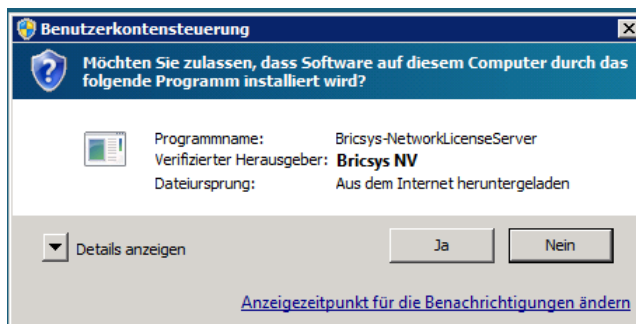 Benutzerkontensteuerung
Möchten Sie zulassen, dass Software auf diesem Computer durch das
folgende Programm installiert wird?
Programmname: Bricsys-NetworkLicenseServer
Verifizierter Herausgeber: Bricsys NV
Dateiursprung: Aus dem Internet heruntergeladen
Details anzeigen
Ja
Nein
Anzeigezeitpunkt für die Benachrichtigungen ändern